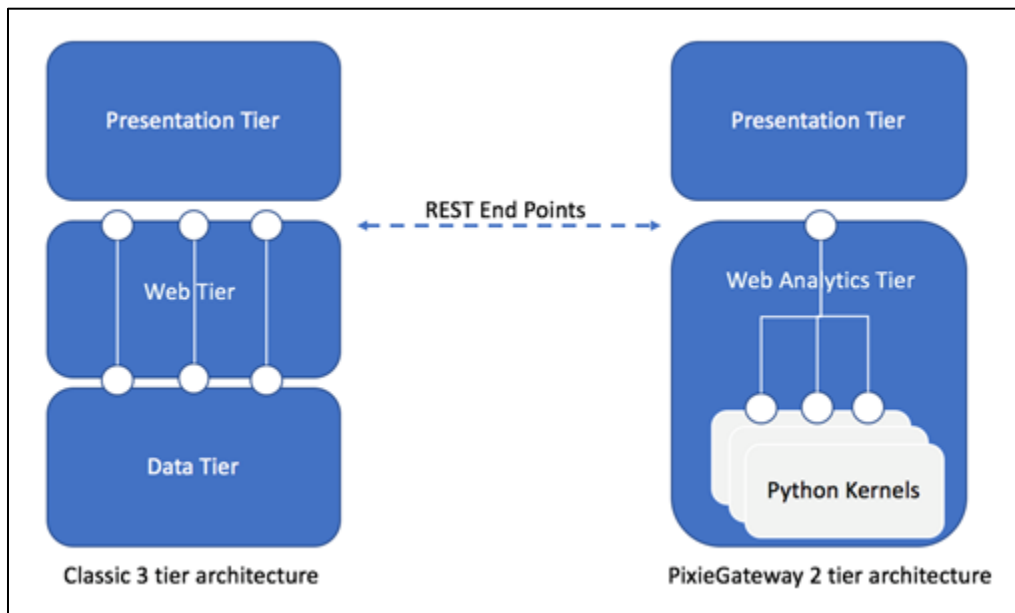 Presentation Tier
Presentation Tier
REST End Points
Web Tier
Web Analytics Tier
Data Tier
Python Kernels
Classic 3 tier architecture
PixieGateway 2 tier architecture